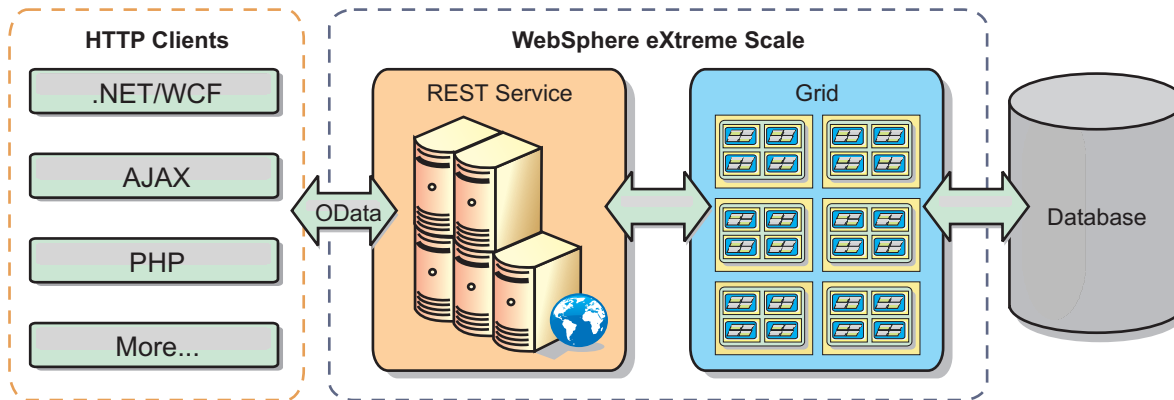 HTTP Clients
.NET/WCF
AJAX
PHP
More...
OData
WebSphere eXtreme Scale
REST Service
Grid
Database